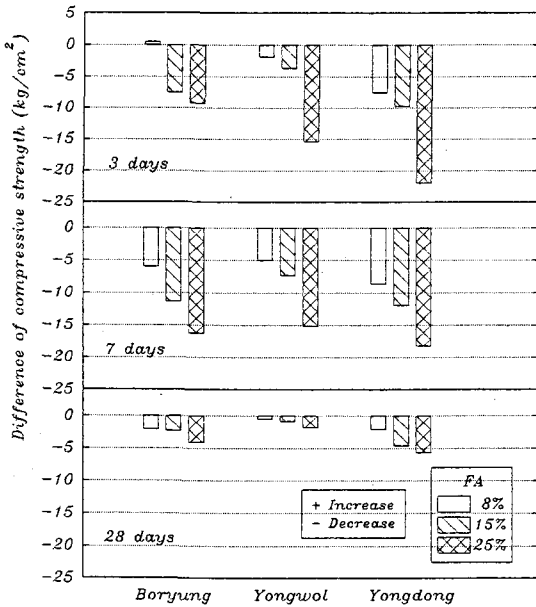 Difference of compressive strength (kg/cm²)
0
-5
-10
-15
-20
-25
3 days
0
-5
-10
-15
-20
-25
7 days
0
-5
-10
-15
-20
-25
28 days
+ Increase
- Decrease
FA
8%
15%
25%
Boryung Yongwol Yongdong